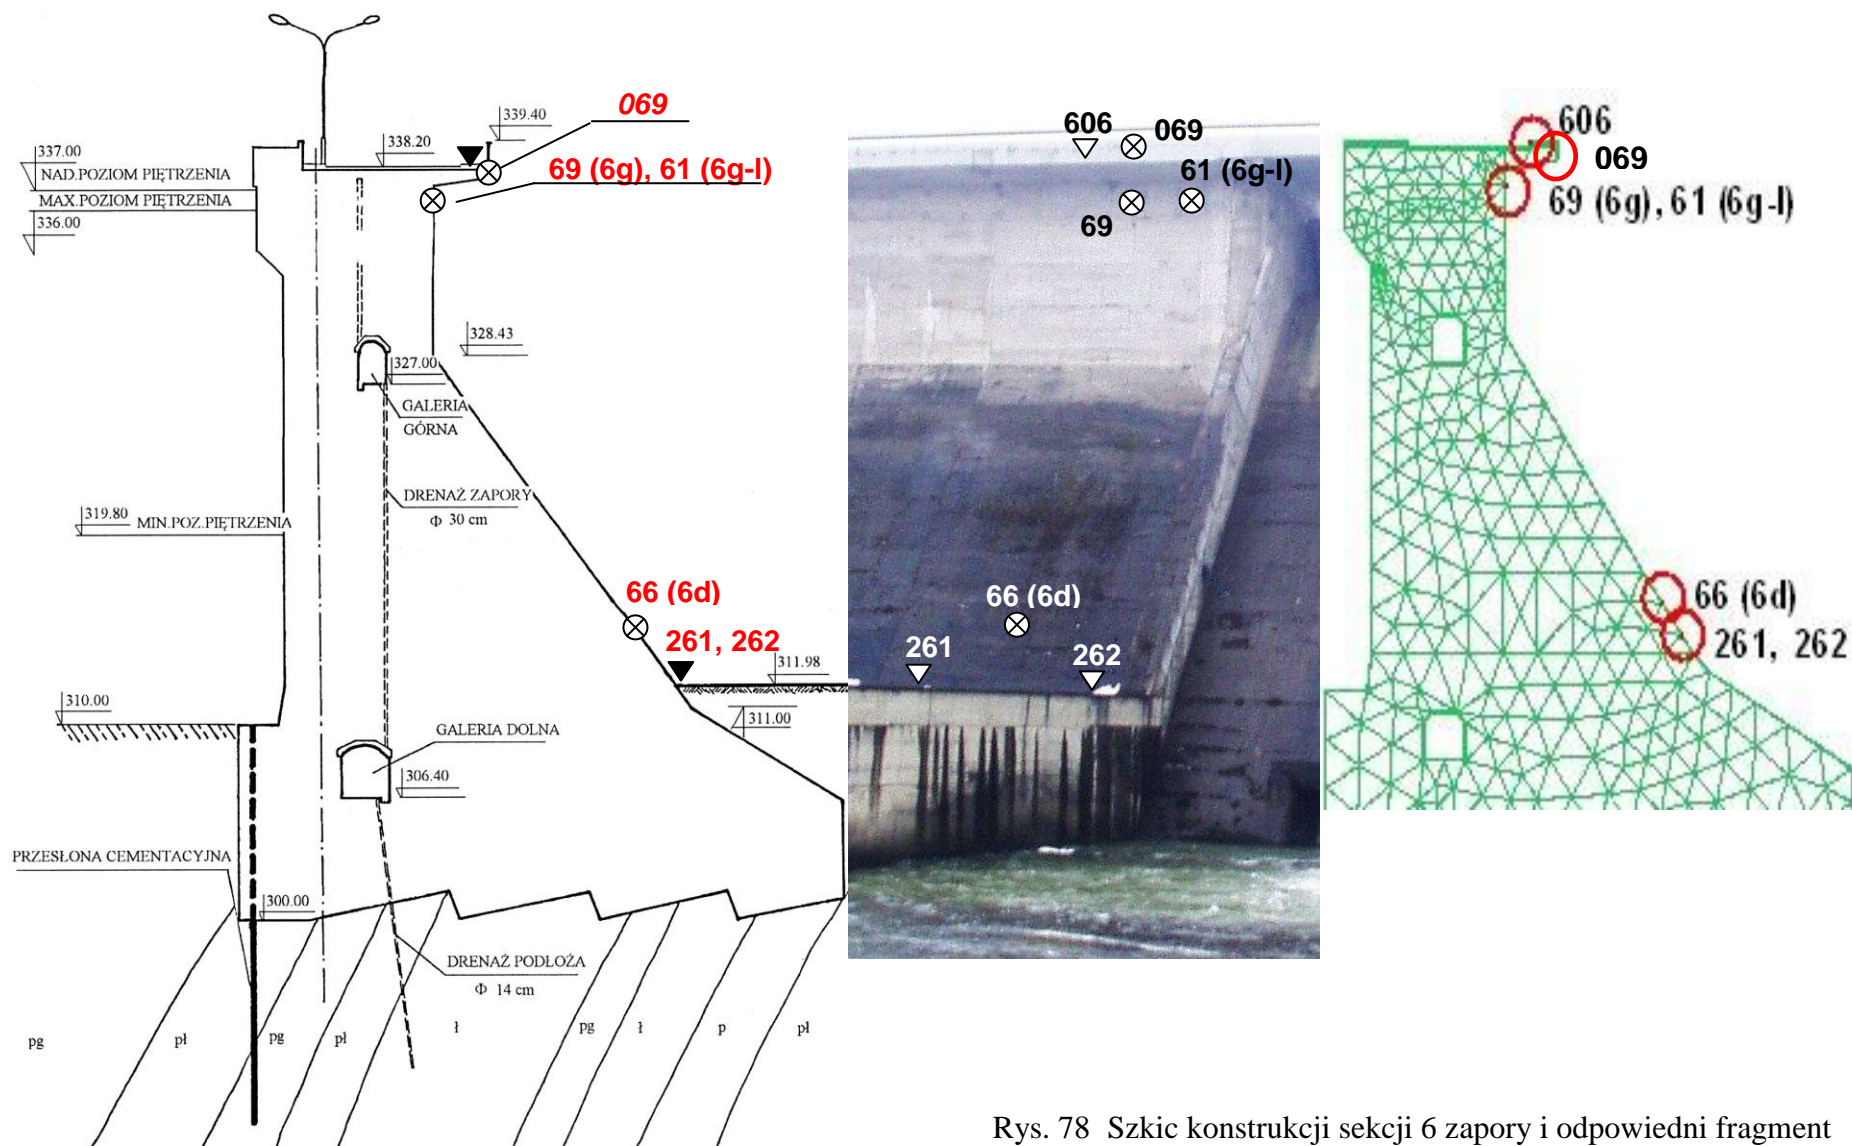 069
339.40
338.20
337.00
NAD.POZIOM PIĘTRZENIA
69 (6g), 61 (6g-l)
MAX.POZIOM PIĘTRZENIA
336.00
328.43
327.00
GALERIA
GÓRNA
DRENAŻ ZAPORY
Φ 30 cm
319.80
MIN.POZ.PIĘTRZENIA
66 (6d)
261, 262
311.98
310.00
311.00
GALERIA DOLNA
306.40
PRZESŁONA CEMENTACYJNA
300.00
DRENAŻ PODŁOŻA
Φ 14 cm
pg
pł
pg
pł
ł
pg
ł
p
pł
606
069
61 (6g-l)
69
66 (6d)
261
262
606
069
69 (6g), 61 (6g-l)
66 (6d)
261, 262
Rys. 78 Szkic konstrukcji sekcji 6 zapory i odpowiedni fragment